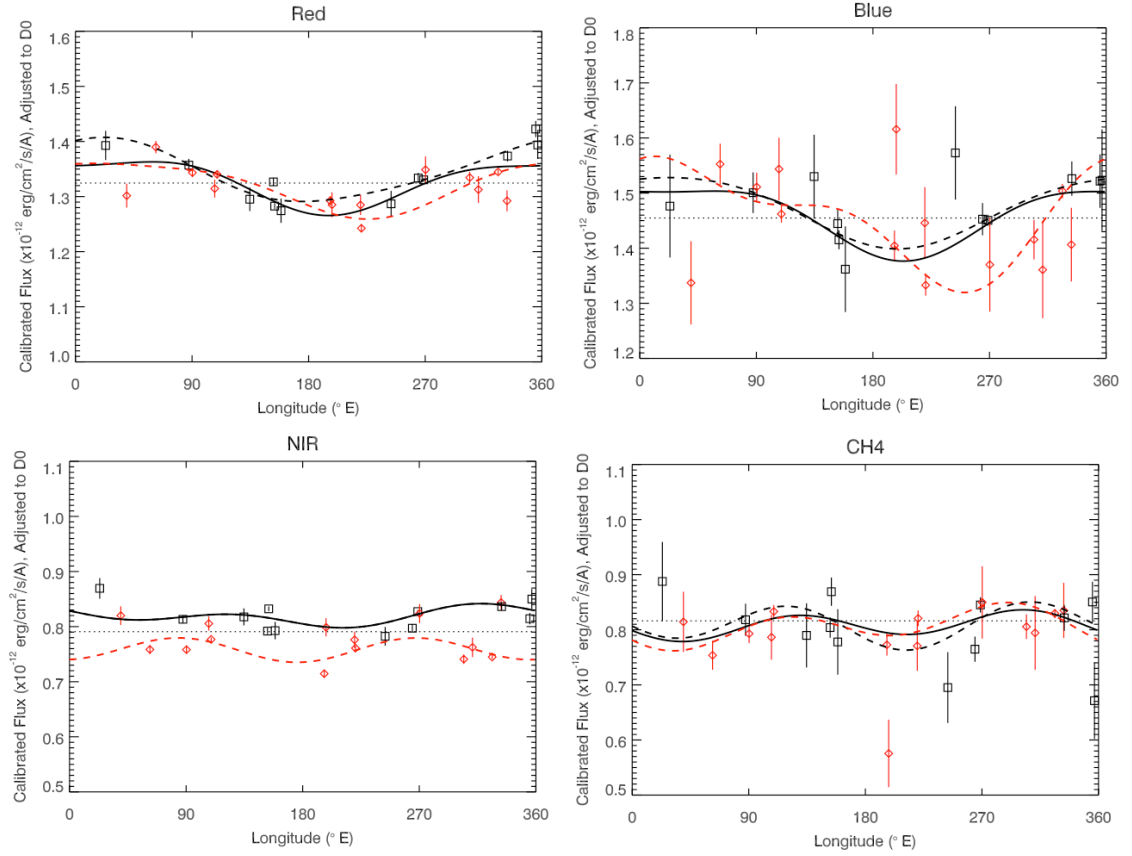 Red
Calibrated Flux (x10⁻¹² erg/cm²/s/A), Adjusted to D0
1.6
1.5
1.4
1.3
1.2
1.1
1.0
0 90 180 270 360
Longitude (° E)
Blue
Calibrated Flux (x10⁻¹² erg/cm²/s/A), Adjusted to D0
1.8
1.7
1.6
1.5
1.4
1.3
1.2
0 90 180 270 360
Longitude (° E)
NIR
Calibrated Flux (x10⁻¹² erg/cm²/s/A), Adjusted to D0
1.1
1.0
0.9
0.8
0.7
0.6
0.5
0 90 180 270 360
Longitude (° E)
CH4
Calibrated Flux (x10⁻¹² erg/cm²/s/A), Adjusted to D0
1.1
1.0
0.9
0.8
0.7
0.6
0.5
0 90 180 270 360
Longitude (° E)